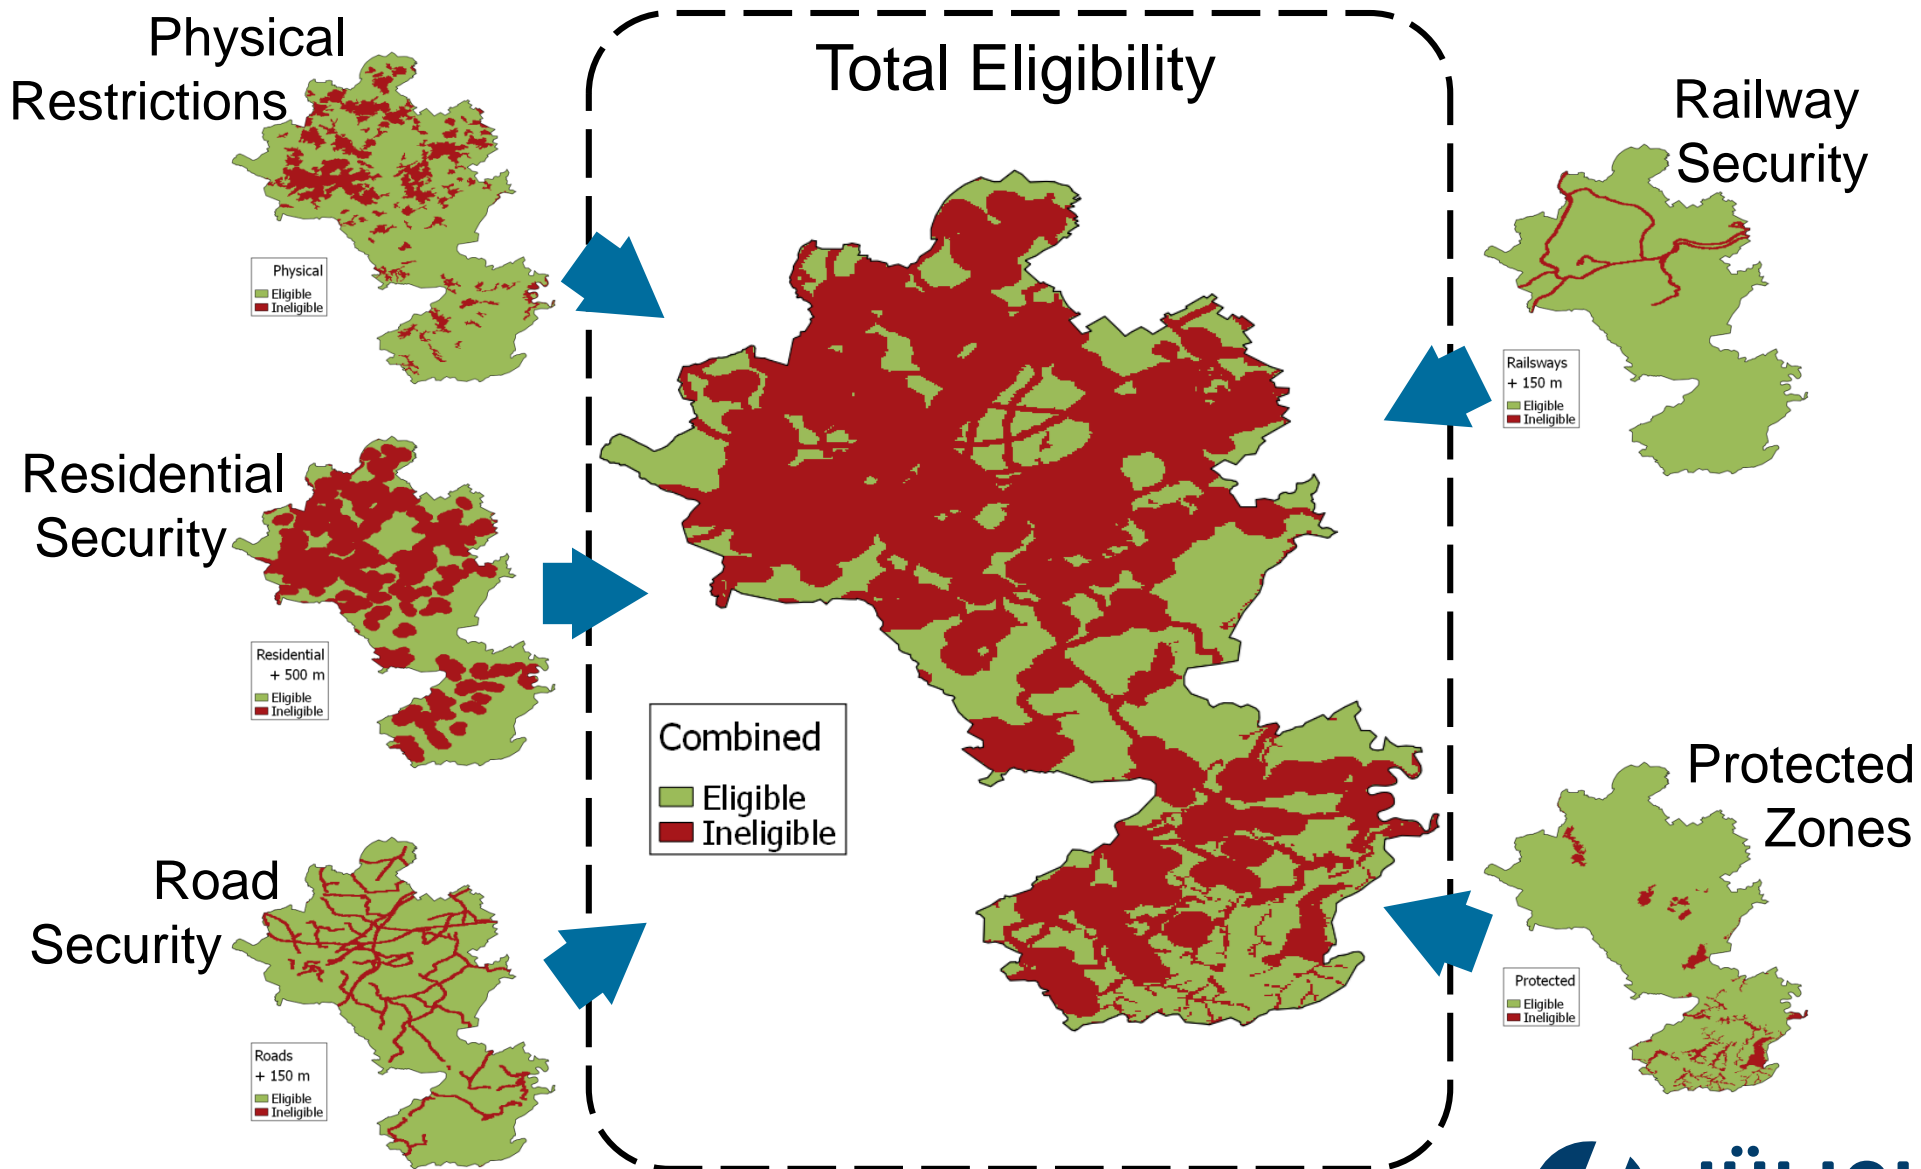 Physical
Restrictions
Physical
Eligible
Ineligible
Residential
Security
Residential
+ 500 m
Eligible
Ineligible
Road
Security
Roads
+ 150 m
Eligible
Ineligible
Total Eligibility
Combined
Eligible
Ineligible
Railway
Security
Railsways
+ 150 m
Eligible
Ineligible
Protected
Zones
Protected
Eligible
Ineligible